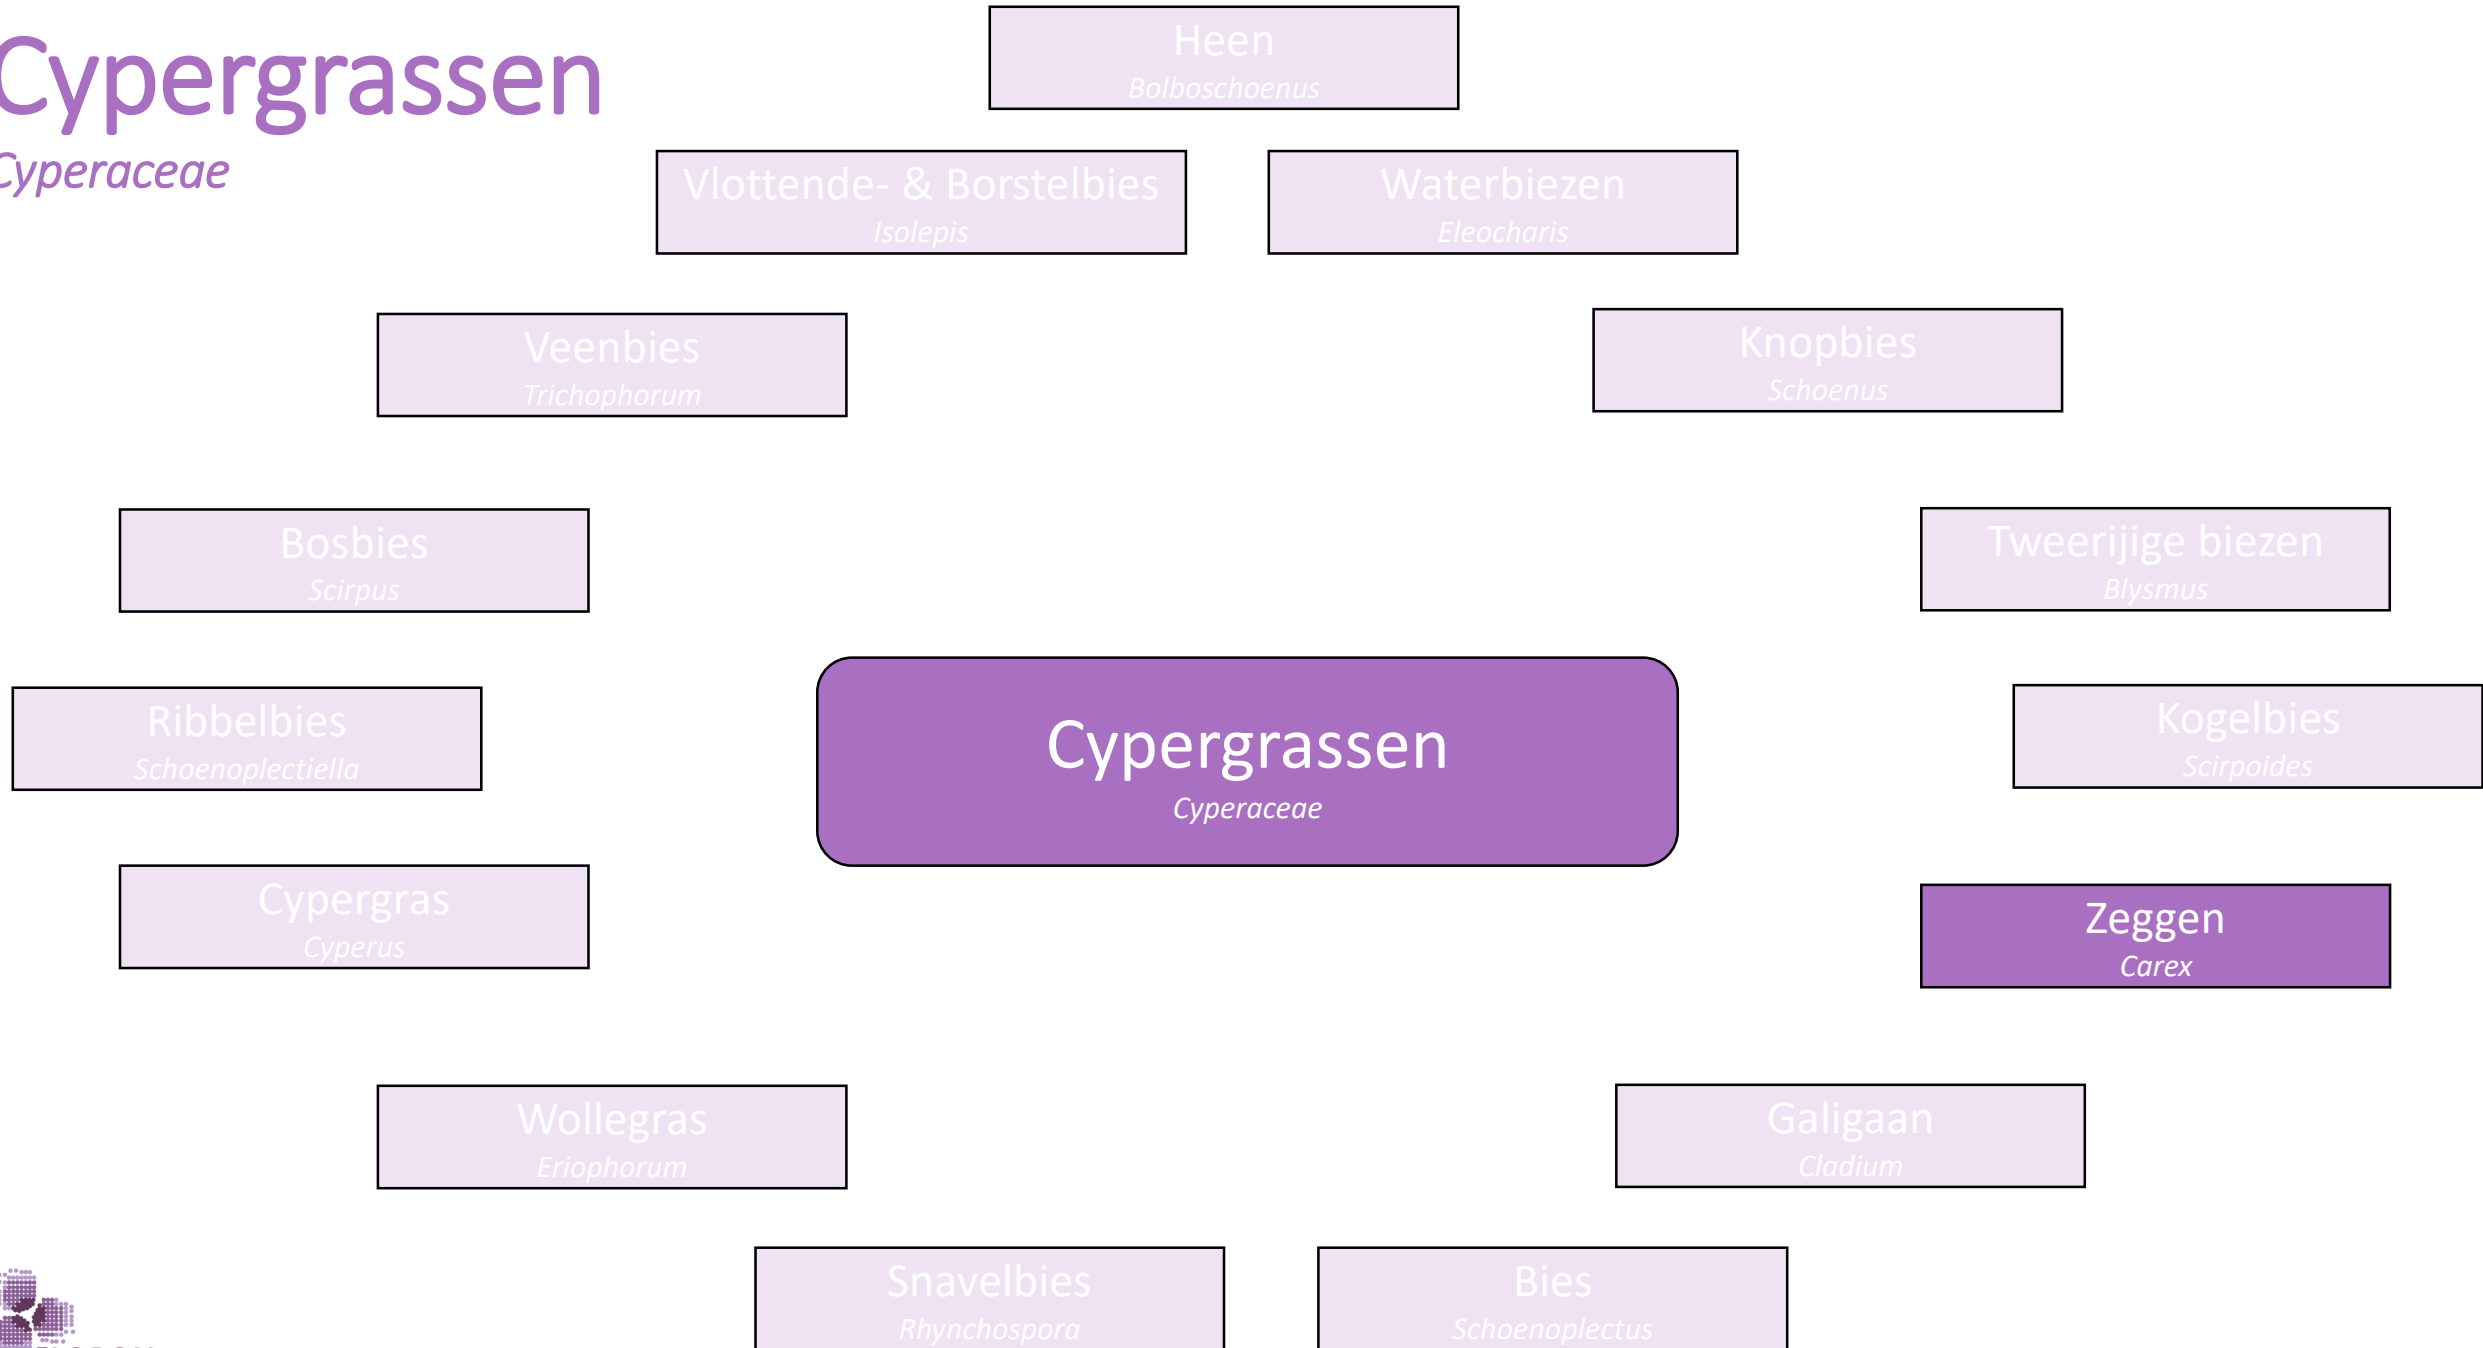 Cypergrassen
Cyperaceae
Heen
Bolboschoenus
Vlottende- & Borstelbies
Isolepis
Waterbiezen
Eleocharis
Veenbies
Trichophorum
Knopbies
Schoenus
Bosbies
Scirpus
Tweerijige biezen
Blysmus
Ribbelbies
Schoenoplectiella
Cypergrassen
Cyperaceae
Kogelbies
Scirpoides
Cypergras
Cyperus
Zeggen
Carex
Wollegras
Eriophorum
Galigaan
Cladium
Snavelbies
Rhynchospora
Bies
Schoenoplectus